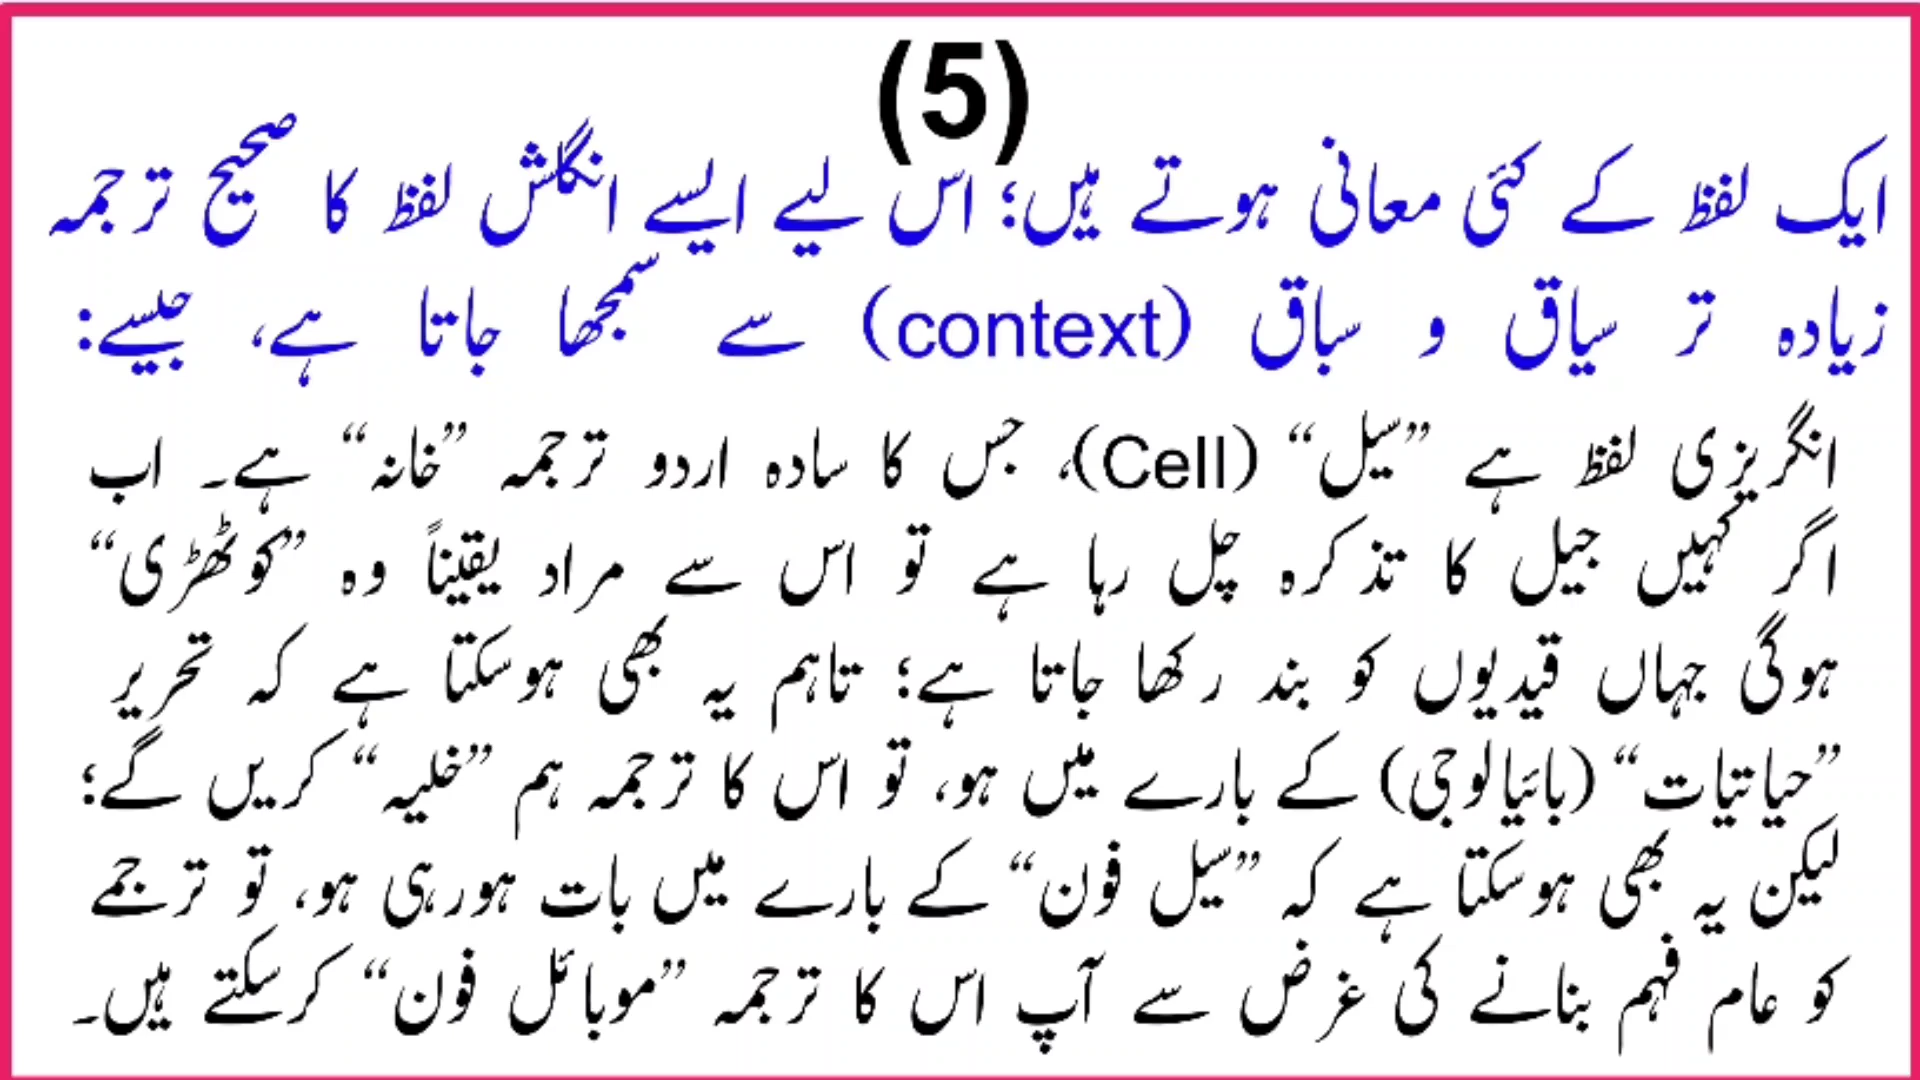 (5)
ایک لفظ کے کئی معانی ہوتے ہیں؛ اس لیے ایسے انگلش لفظ کا صحیح ترجمہ
زیادہ تر سیاق و سباق (context) سے سمجھا جاتا ہے، جیسے:
انگریزی لفظ ہے ”سیل“ (Cell)، جس کا سادہ اردو ترجمہ ”خانہ“ ہے۔ اب
اگر کہیں جیل کا تذکرہ چل رہا ہے تو اس سے مراد یقیناً وہ ”کوٹھڑی“
ہوگی جہاں قیدیوں کو بند رکھا جاتا ہے؛ تاہم یہ بھی ہوسکتا ہے کہ تحریر
”حیاتیات“ (بائیالوجی) کے بارے میں ہو، تو اس کا ترجمہ ہم ”خلیہ“ کریں گے؛
لیکن یہ بھی ہوسکتا ہے کہ ”سیل فون“ کے بارے میں بات ہورہی ہو، تو ترجمے
کو عام فہم بنانے کی غرض سے آپ اس کا ترجمہ ”موبائل فون“ کرسکتے ہیں۔